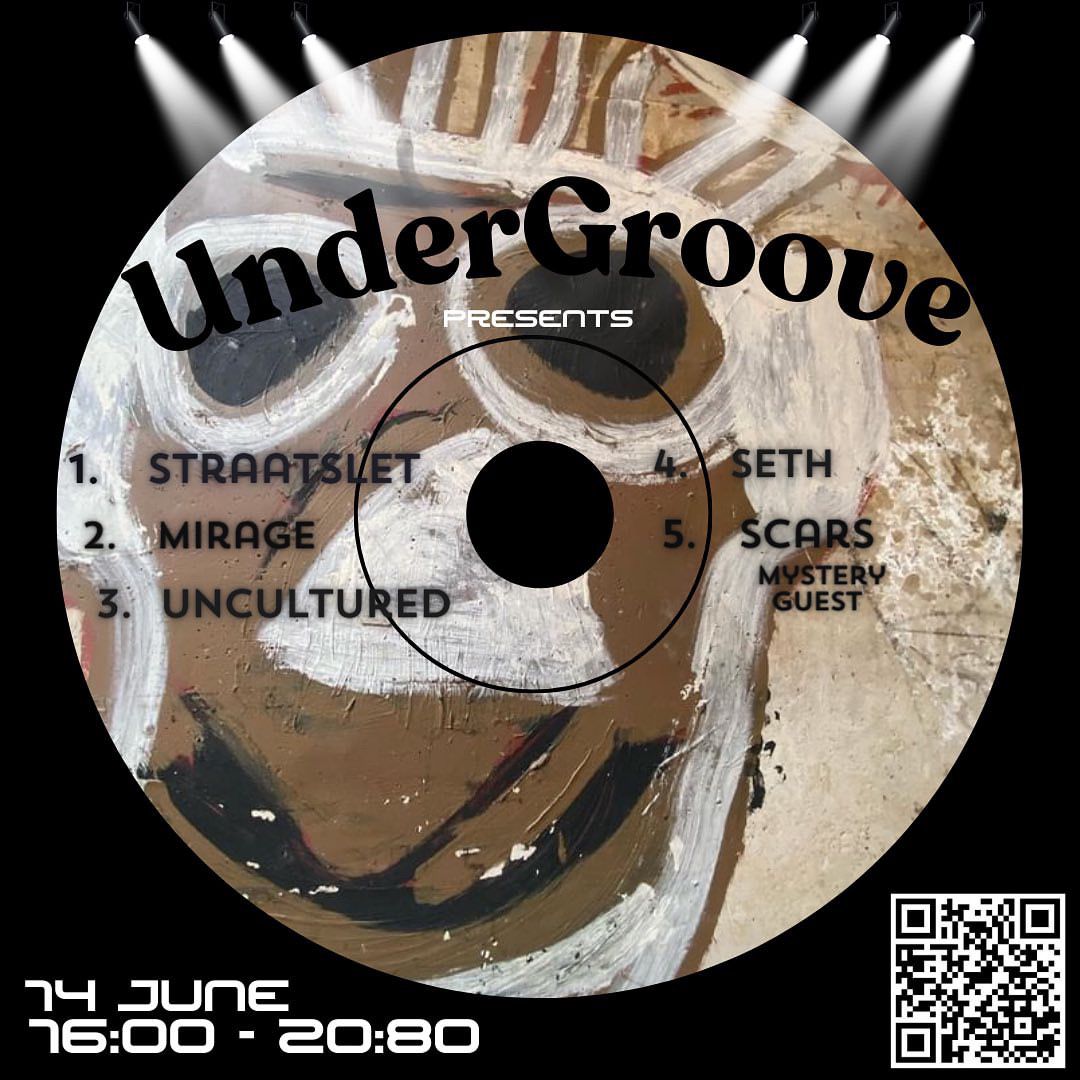 UnderGroove
PRESENTS
1. STRAATSLET
2. MIRAGE
3. UNCULTURED
4. SETH
5. SCARS
MYSTERY
GUEST
14 JUNE
16:00 - 20:80